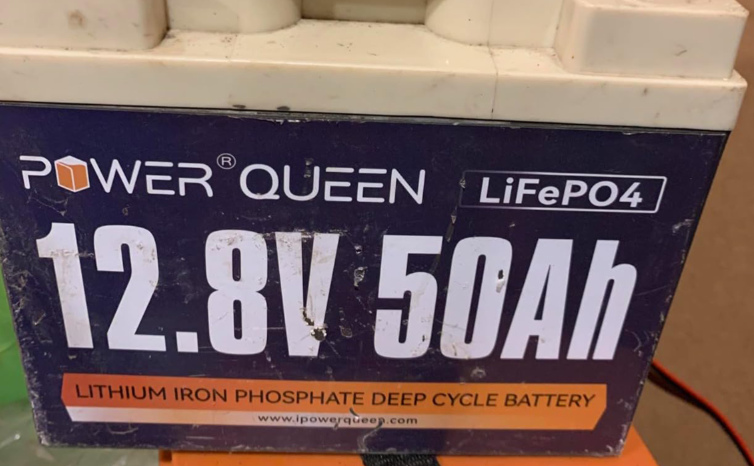 POWER® QUEEN LiFePO4
12.8V 50Ah
LITHIUM IRON PHOSPHATE DEEP CYCLE BATTERY
www.ipowerqueen.com